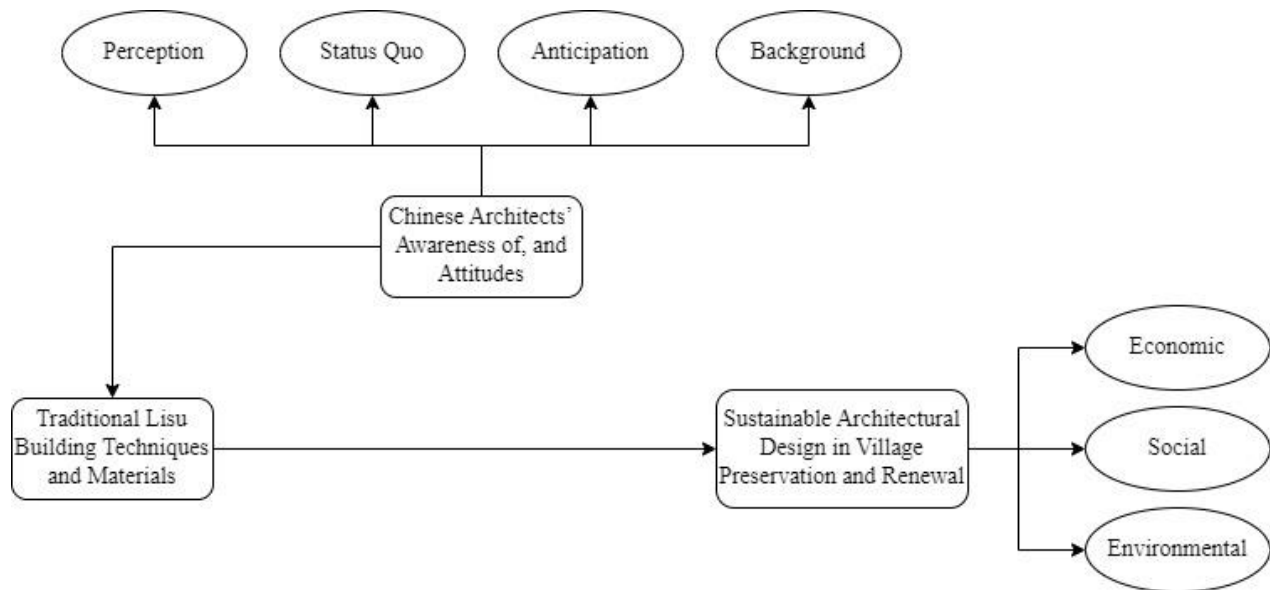 Perception
Status Quo
Anticipation
Background
Chinese Architects’
Awareness of, and
Attitudes
Traditional Lisu
Building Techniques
and Materials
Sustainable Architectural
Design in Village
Preservation and Renewal
Economic
Social
Environmental